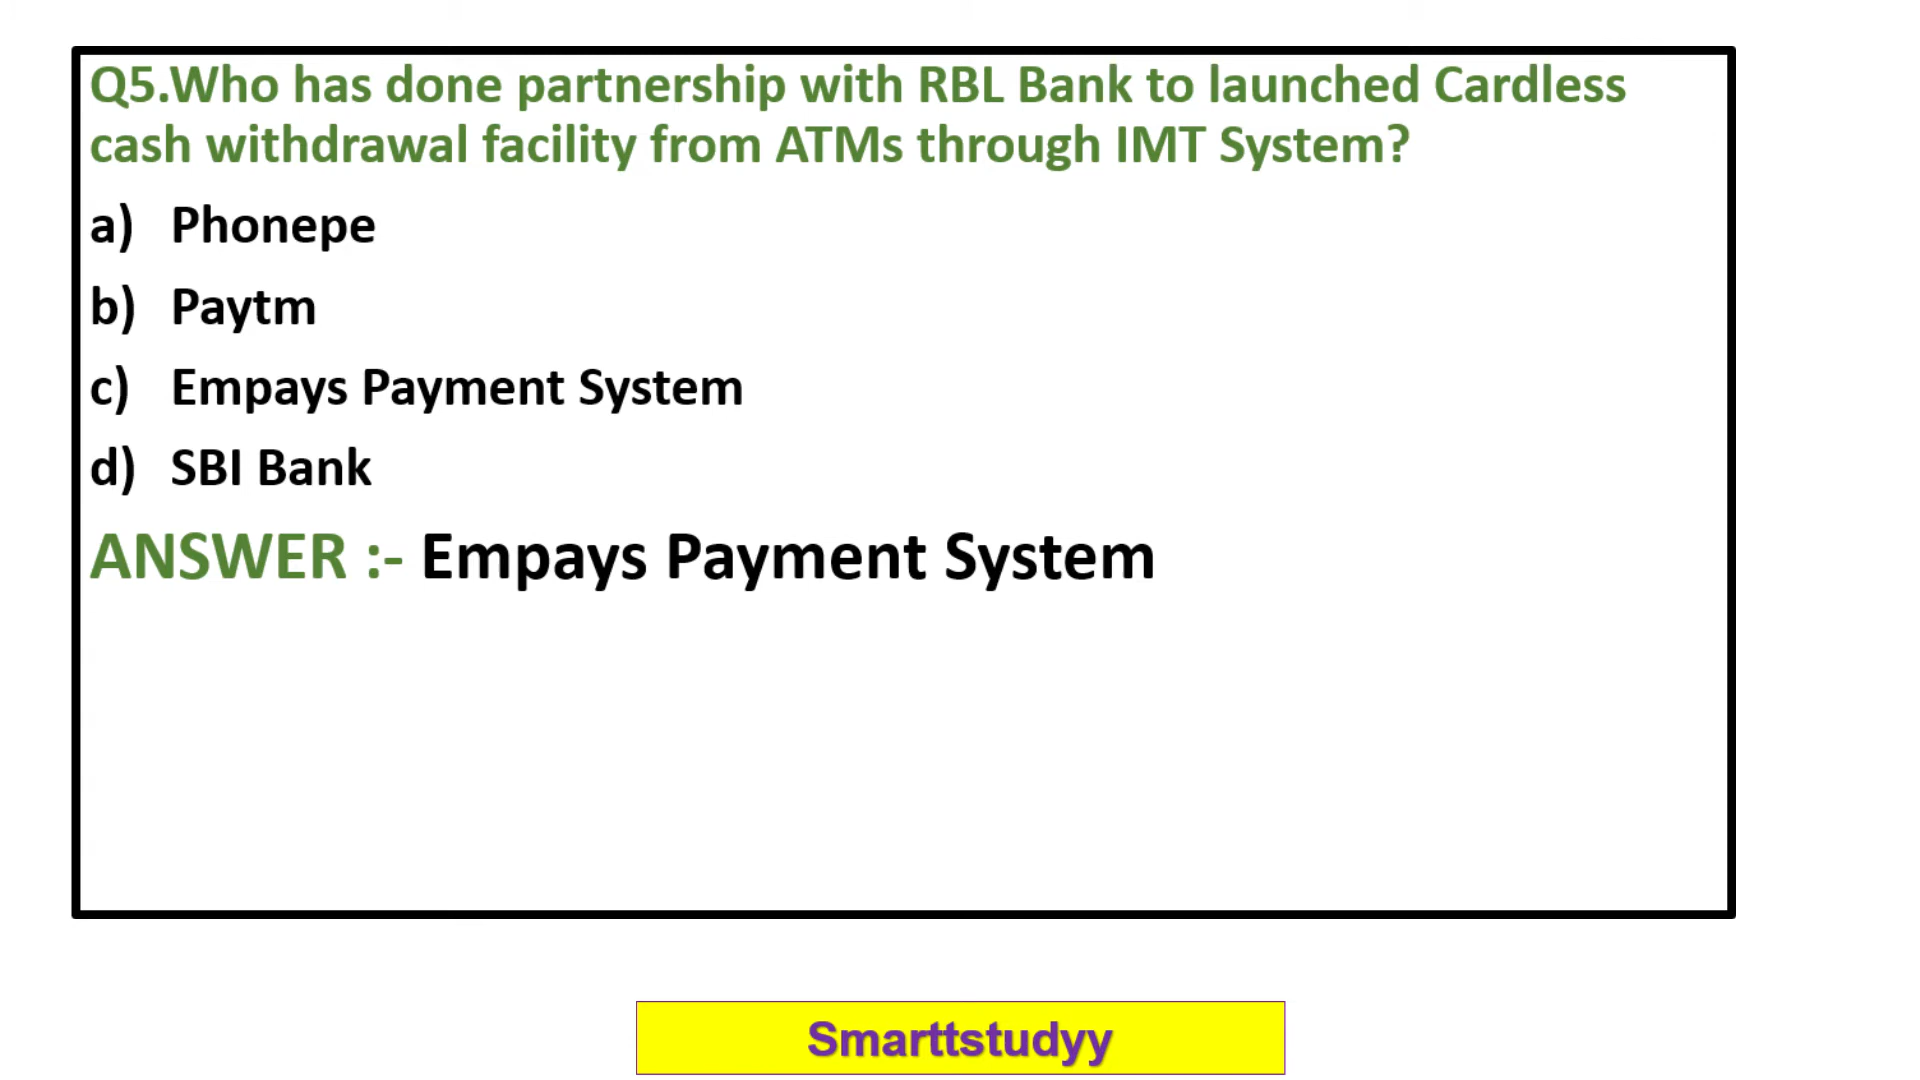 Q5.Who has done partnership with RBL Bank to launched Cardless
cash withdrawal facility from ATMs through IMT System?
a) Phonepe
b) Paytm
c) Empays Payment System
d) SBI Bank
ANSWER :- Empays Payment System
Smarttstudyy